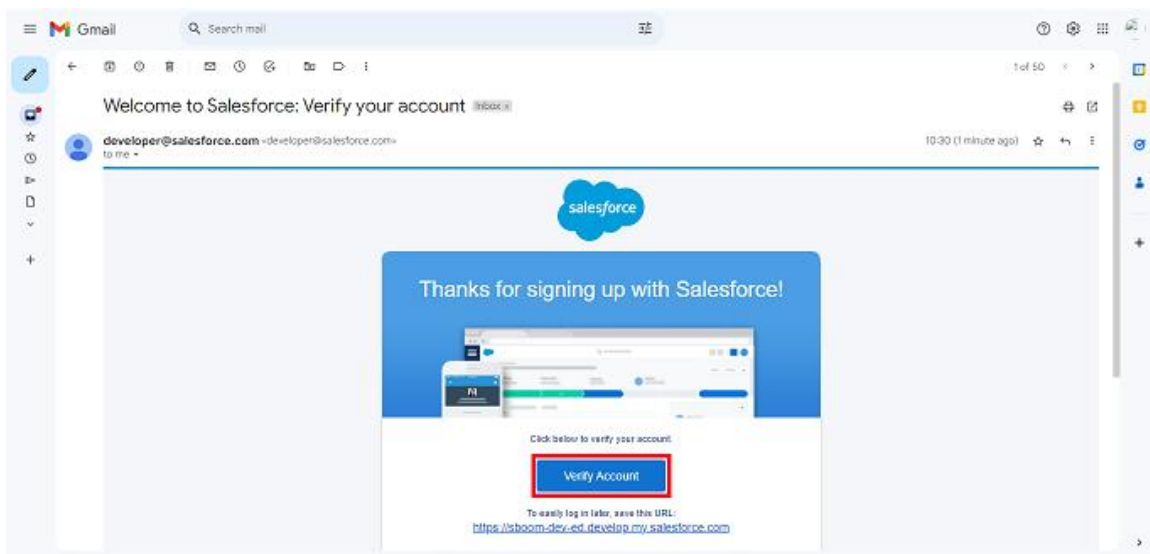 Gmail
Search mail
1 of 50
Welcome to Salesforce: Verify your account Inbox x
developer@salesforce.com <developer@salesforce.com>
10:30 (1 minute ago)
to me
salesforce
Thanks for signing up with Salesforce!
Click below to verify your account.
Verify Account
To easily log in later, save this URL:
https://sboom-dev-ed.develop.my.salesforce.com